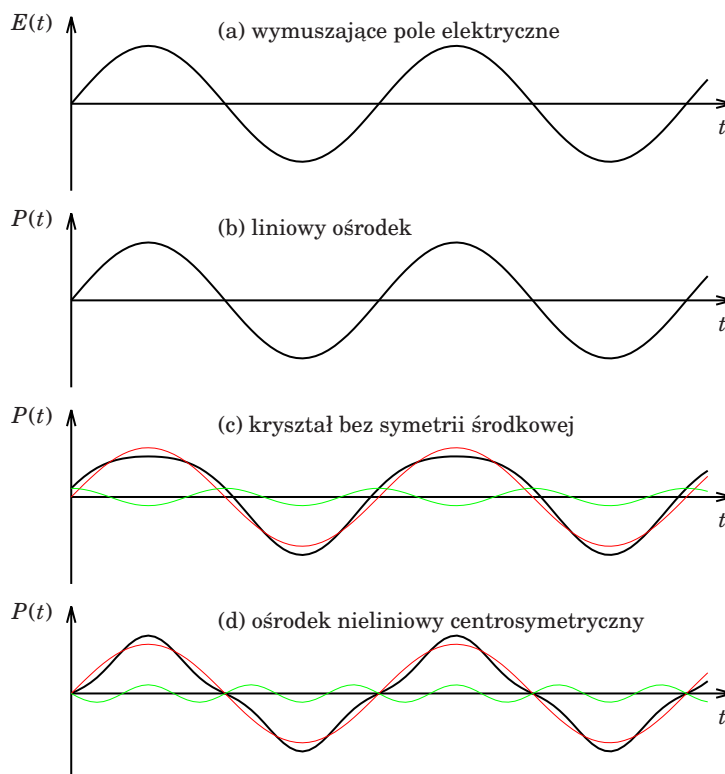 E(t)
(a) wymuszające pole elektryczne
t
P(t)
(b) liniowy ośrodek
t
P(t)
(c) kryształ bez symetrii środkowej
t
P(t)
(d) ośrodek nieliniowy centrosymetryczny
t